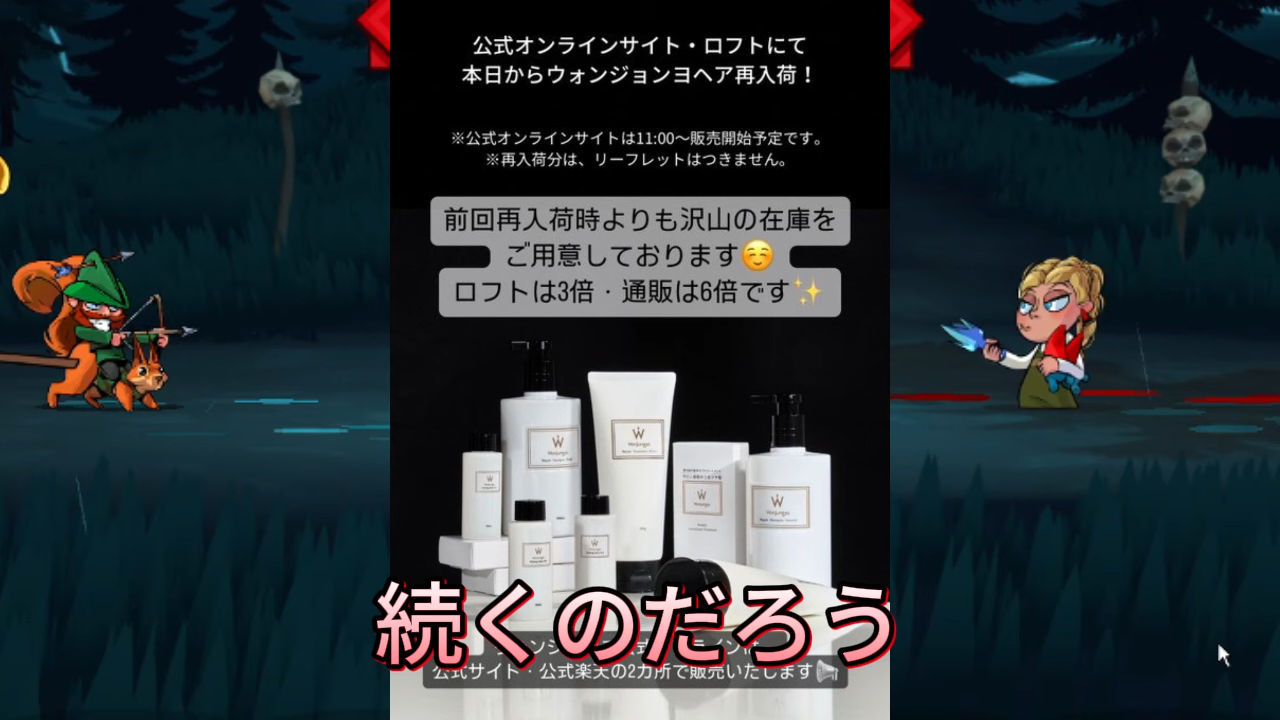 公式オンラインサイト・ロフトにて
本日からウォンジョンヨヘア再入荷！
※公式オンラインサイトは11:00〜販売開始予定です。
※再入荷分は、リーフレットはつきません。
前回再入荷時よりも沢山の在庫を
ご用意しております☺️
ロフトは3倍・通販は6倍です✨
W
Wonjungyo
W
Wonjungyo
W
Wonjungyo
続くのだろう
公式サイト・公式楽天の2カ所で販売いたします📢